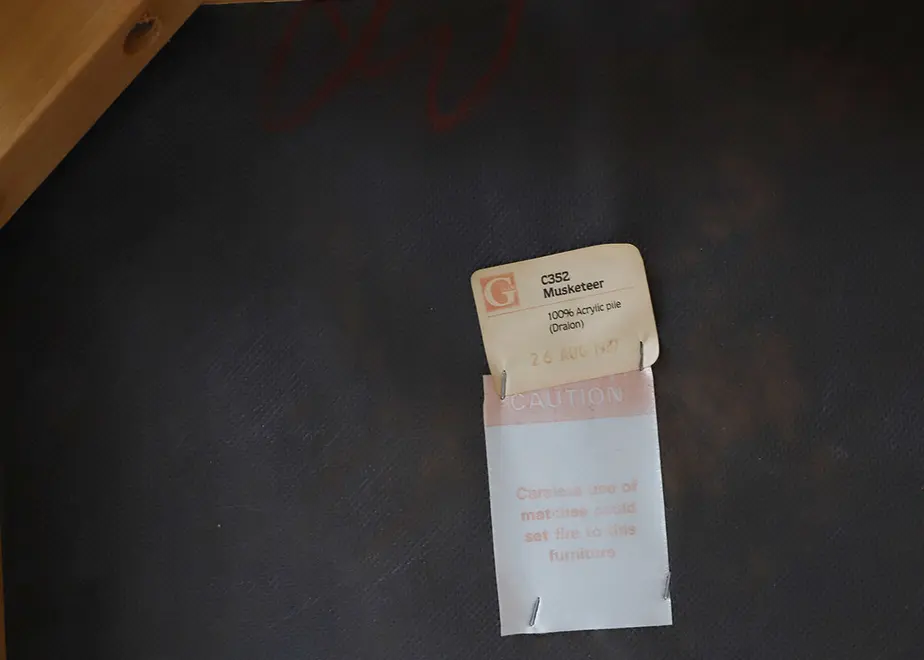 G
C352
Musketeer
100% Acrylic pile
(Dralon)
26 AUG
CAUTION
Careless use of
matches could
set fire to this
furniture